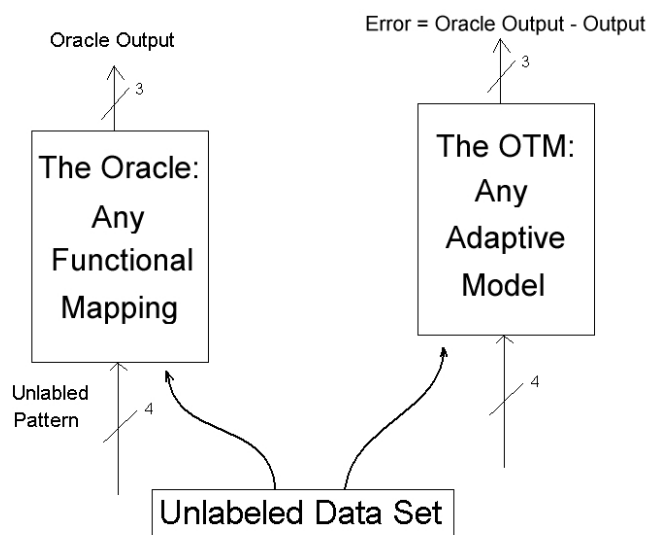 Oracle Output
3
The Oracle:
Any
Functional
Mapping
Unlabled
Pattern
4
Error = Oracle Output - Output
3
The OTM:
Any
Adaptive
Model
4
Unlabeled Data Set